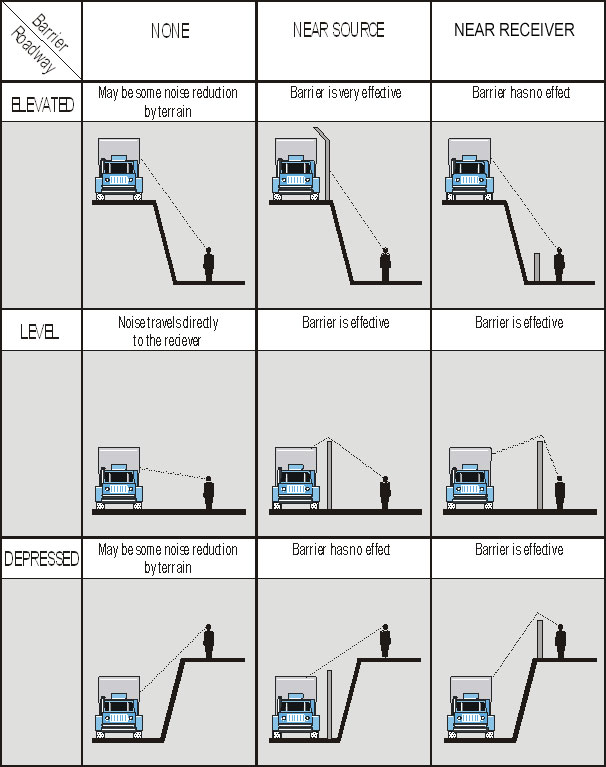 Barrier
Roadway
NONE
NEAR SOURCE
NEAR RECEIVER
ELEVATED
May be some noise reduction
by terrain
Barrier is very effective
Barrier has no effect
LEVEL
Noise travels directly
to the reciever
Barrier is effective
Barrier is effective
DEPRESSED
May be some noise reduction
by terrain
Barrier has no effect
Barrier is effective